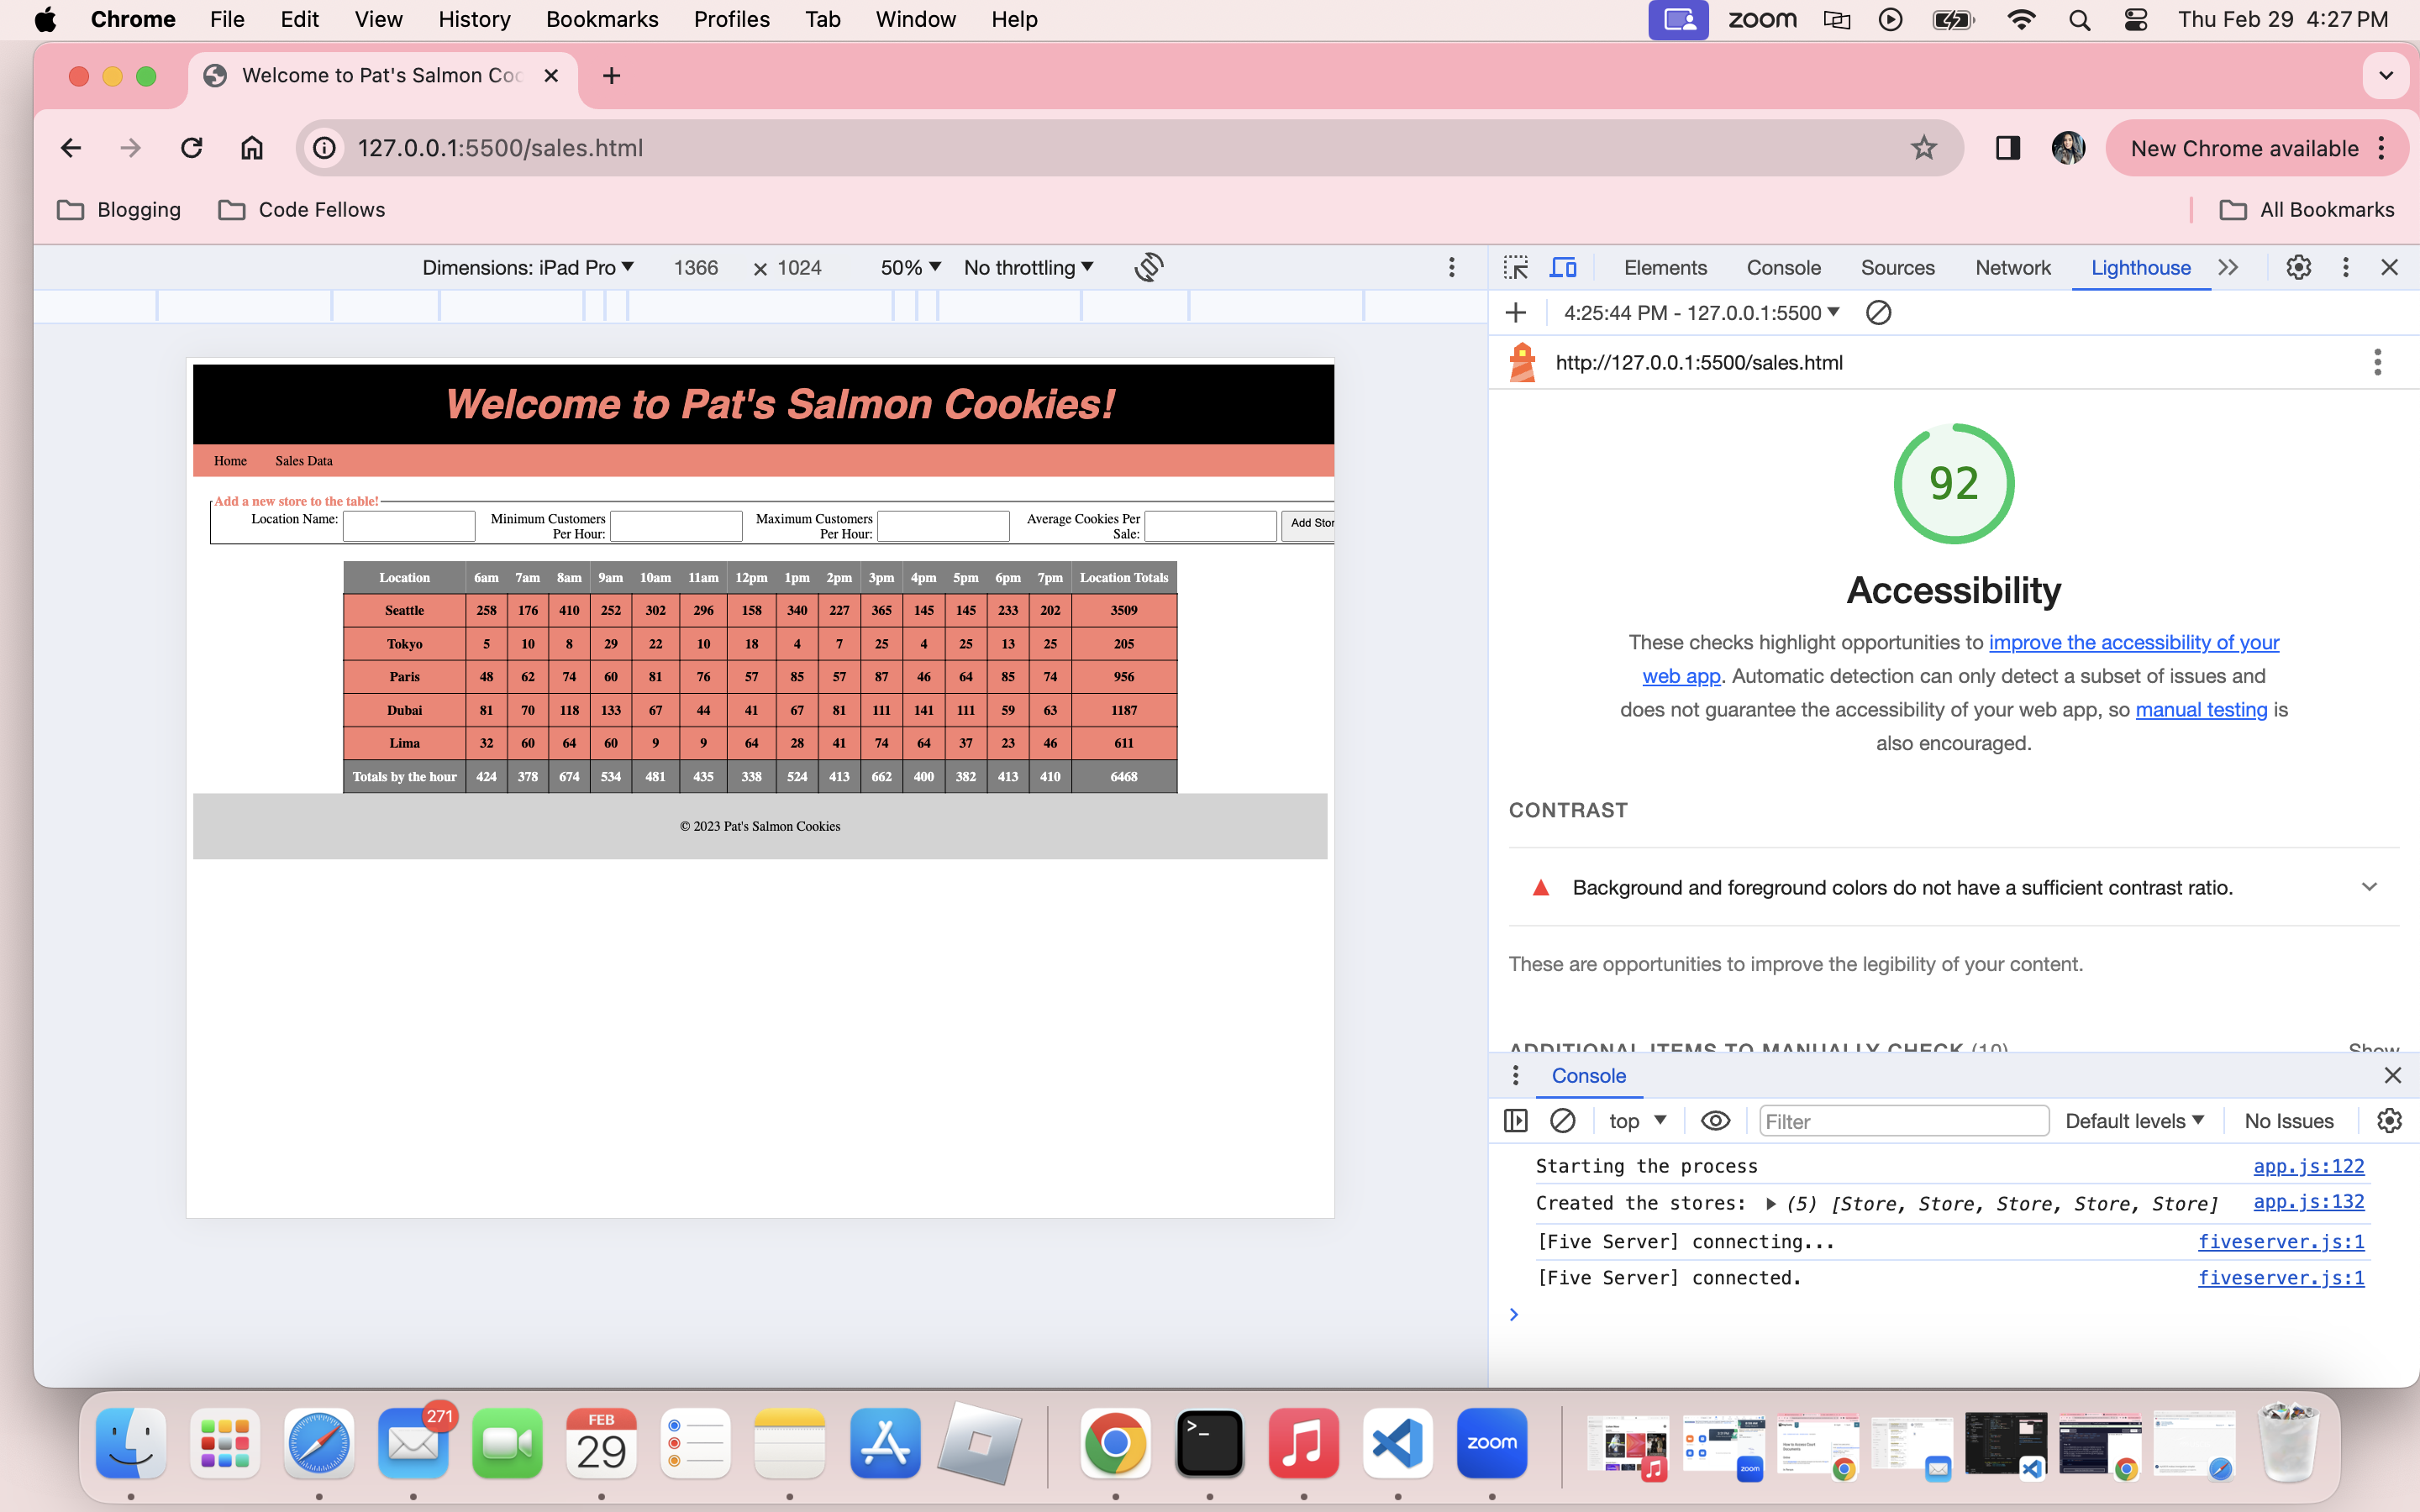 Chrome File Edit View History Bookmarks Profiles Tab Window Help zoom Thu Feb 29 4:27 PM
Welcome to Pat's Salmon Coo
127.0.0.1:5500/sales.html New Chrome available
Blogging Code Fellows All Bookmarks
Dimensions: iPad Pro 1366 × 1024 50% No throttling
Elements Console Sources Network Lighthouse
4:25:44 PM - 127.0.0.1:5500
http://127.0.0.1:5500/sales.html
Welcome to Pat's Salmon Cookies!
Home Sales Data
Add a new store to the table!
Location Name:
Minimum Customers
Per Hour:
Maximum Customers
Per Hour:
Average Cookies Per
Sale:
Add Stor
Location 6am 7am 8am 9am 10am 11am 12pm 1pm 2pm 3pm 4pm 5pm 6pm 7pm Location Totals
Seattle 258 176 410 252 302 296 158 340 227 365 145 145 233 202 3509
Tokyo 5 10 8 29 22 10 18 4 7 25 4 25 13 25 205
Paris 48 62 74 60 81 76 57 85 57 87 46 64 85 74 956
Dubai 81 70 118 133 67 44 41 67 81 111 141 111 59 63 1187
Lima 32 60 64 60 9 9 64 28 41 74 64 37 23 46 611
Totals by the hour 424 378 674 534 481 435 338 524 413 662 400 382 413 410 6468
© 2023 Pat's Salmon Cookies
92
Accessibility
These checks highlight opportunities to improve the accessibility of your
web app. Automatic detection can only detect a subset of issues and
does not guarantee the accessibility of your web app, so manual testing is
also encouraged.
CONTRAST
Background and foreground colors do not have a sufficient contrast ratio.
These are opportunities to improve the legibility of your content.
ADDITIONAL ITEMS TO MANUALLY CHECK (10) Show
Console
top Filter Default levels No Issues
Starting the process app.js:122
Created the stores: (5) [Store, Store, Store, Store, Store] app.js:132
[Five Server] connecting... fiveserver.js:1
[Five Server] connected. fiveserver.js:1
271
FEB
29
zoom